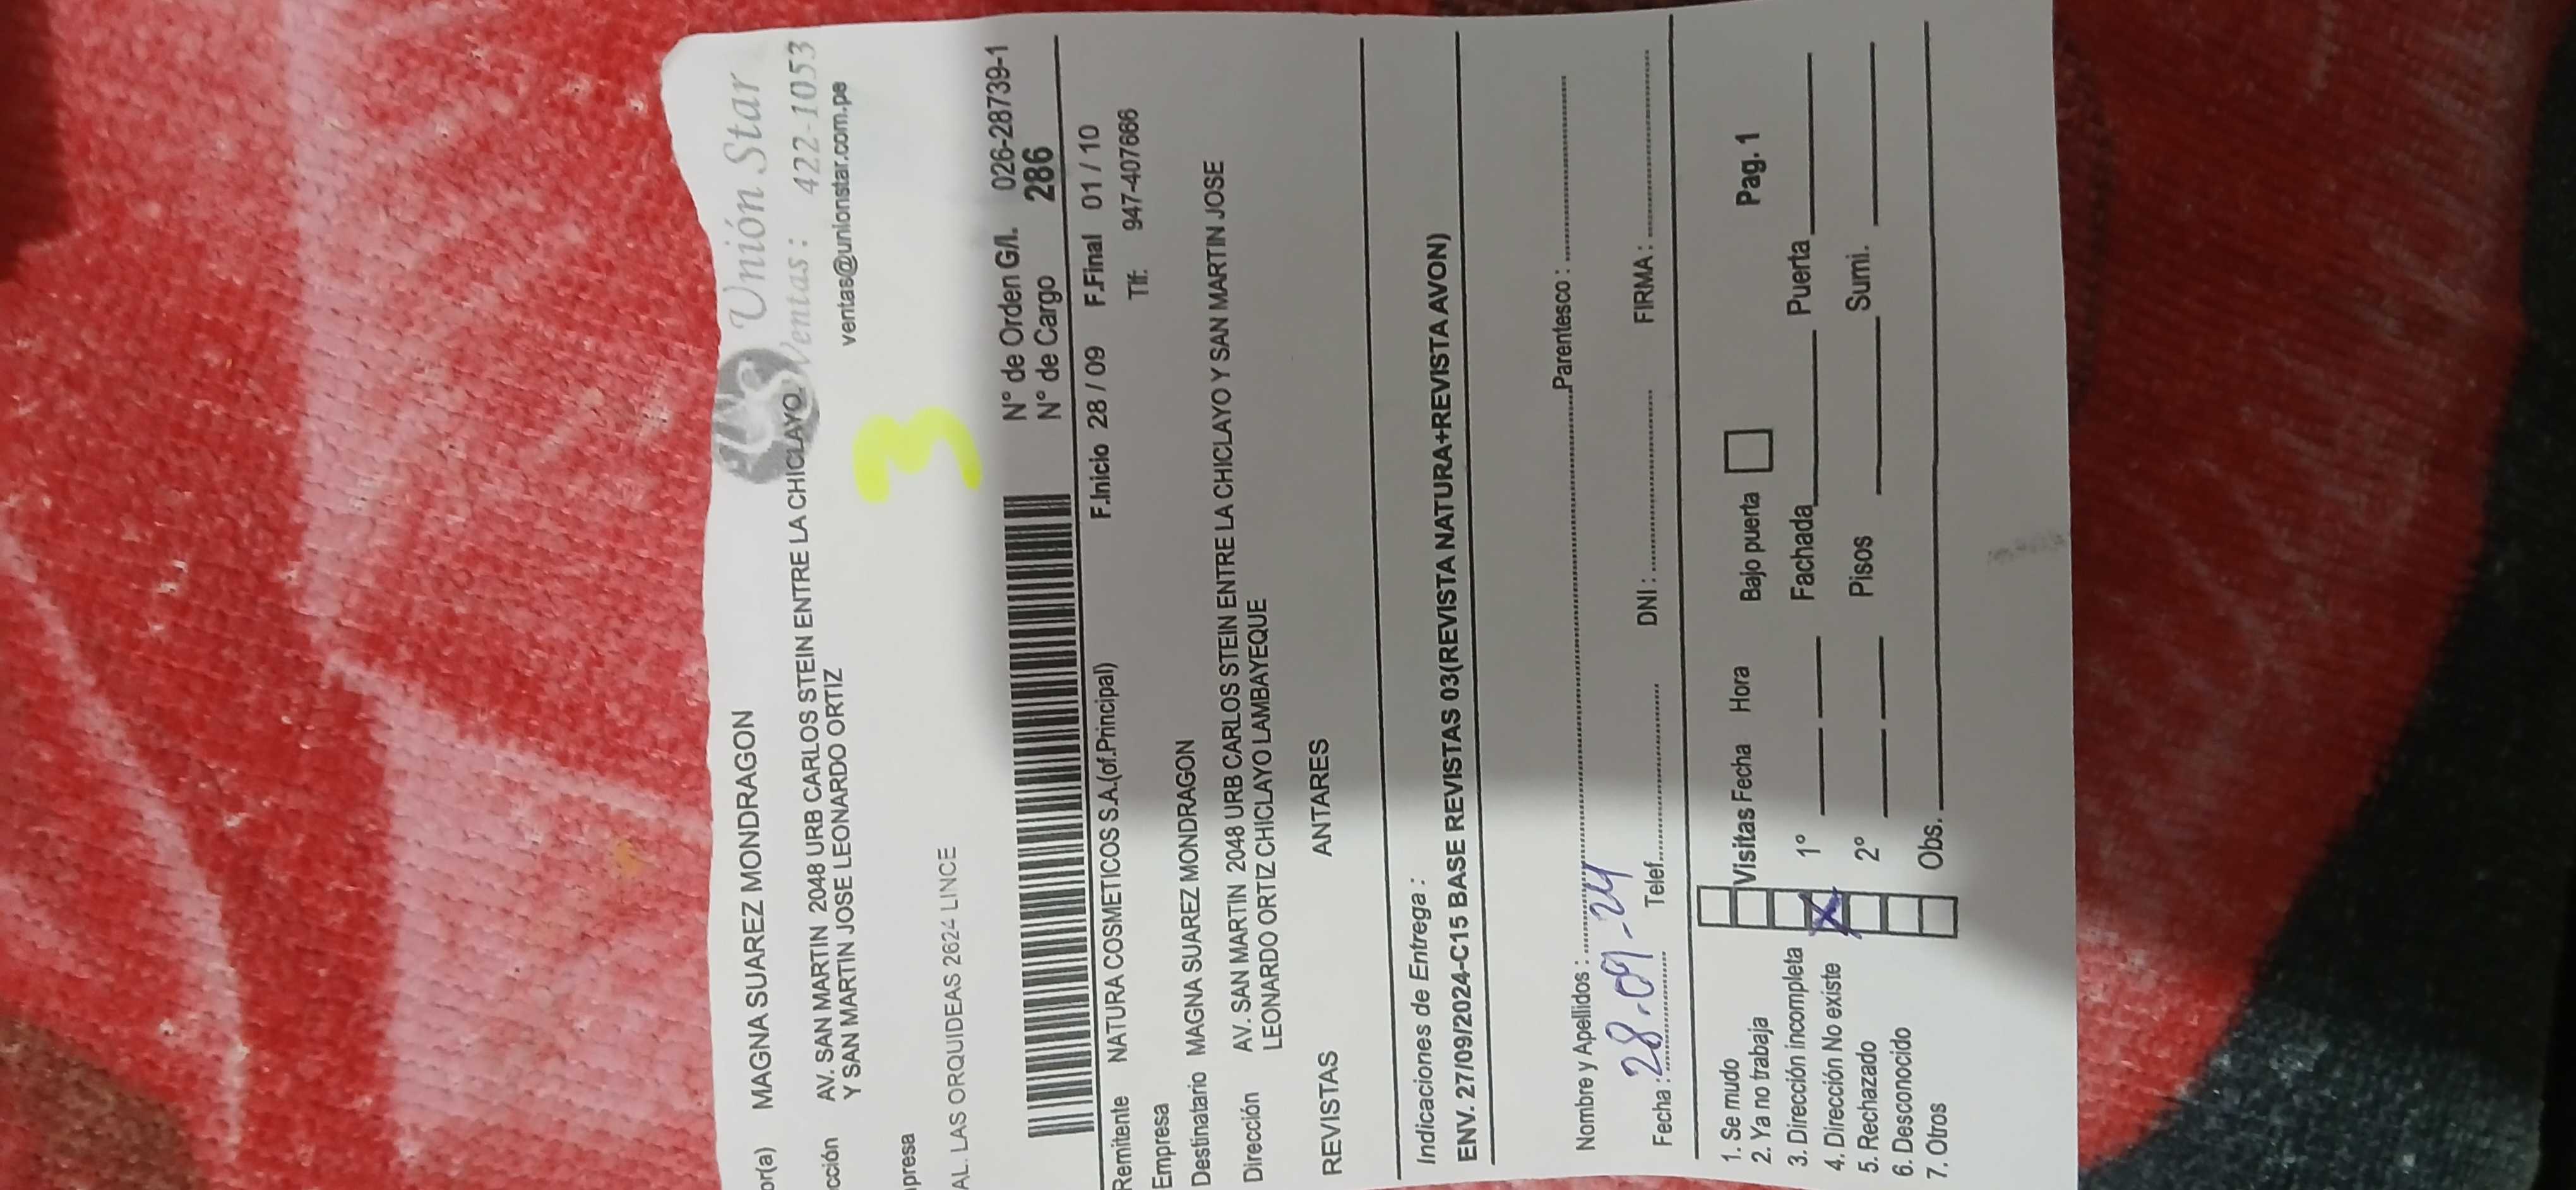 or(a) MAGNA SUAREZ MONDRAGON
Unión Star
Ventas : 422-1053
ventas@unionstar.com.pe
cción AV. SAN MARTIN 2048 URB CARLOS STEIN ENTRE LA CHICLAYO
Y SAN MARTIN JOSE LEONARDO ORTIZ
presa
3
AL. LAS ORQUIDEAS 2624 LINCE
N° de Orden G/I. 026-28739-1
N° de Cargo 286
Remitente NATURA COSMETICOS S.A.(of.Principal) F.Inicio 28 / 09 F.Final 01 / 10
Empresa Tlf: 947-407666
Destinatario MAGNA SUAREZ MONDRAGON
Dirección AV. SAN MARTIN 2048 URB CARLOS STEIN ENTRE LA CHICLAYO Y SAN MARTIN JOSE
LEONARDO ORTIZ CHICLAYO LAMBAYEQUE
REVISTAS ANTARES
Indicaciones de Entrega :
ENV. 27/09/2024-C15 BASE REVISTAS 03(REVISTA NATURA+REVISTA AVON)
Nombre y Apellidos : Parentesco :
Fecha : 28-09-24 Telef. DNI : FIRMA :
1. Se mudo
2. Ya no trabaja Visitas Fecha Hora Bajo puerta Pag. 1
3. Dirección incompleta 1° Fachada Puerta
4. Dirección No existe X
5. Rechazado 2° Pisos Sumi.
6. Desconocido
7. Otros Obs.